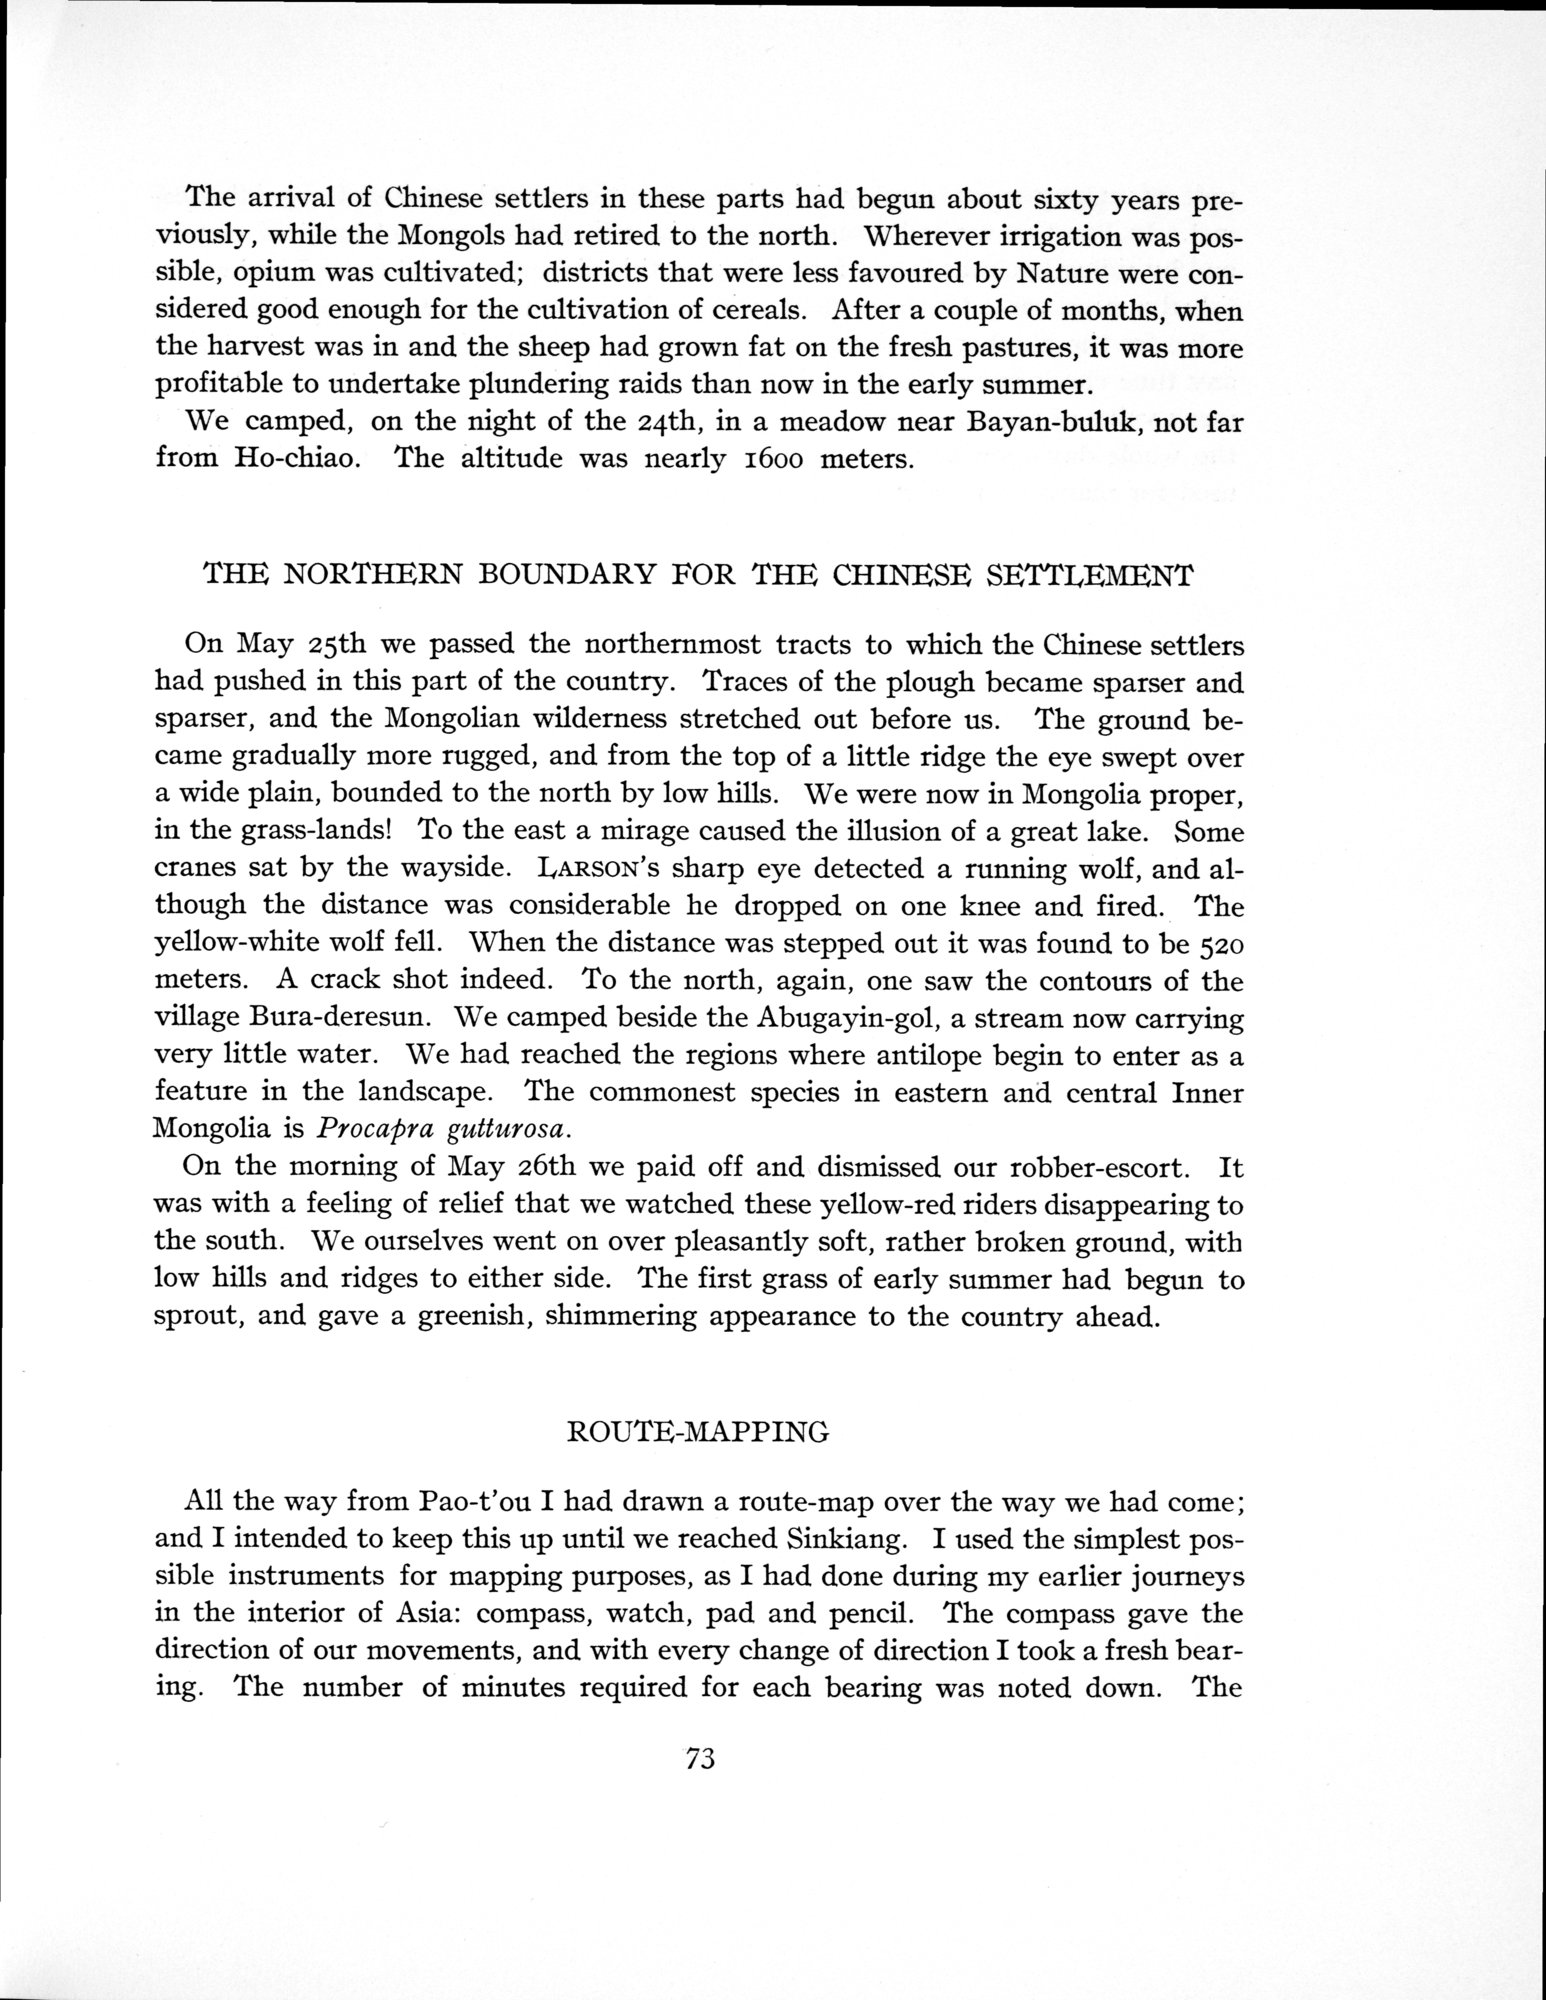 The arrival of Chinese settlers in these parts had begun about sixty years pre-
viously, while the Mongols had retired to the north. Wherever irrigation was pos-
sible, opium was cultivated; districts that were less favoured by Nature were con-
sidered good enough for the cultivation of cereals. After a couple of months, when
the harvest was in and the sheep had grown fat on the fresh pastures, it was more
profitable to undertake plundering raids than now in the early summer.
We camped, on the night of the 24th, in a meadow near Bayan-buluk, not far
from Ho-chiao. The altitude was nearly 1600 meters.
THE NORTHERN BOUNDARY FOR THE CHINESE SETTLEMENT
On May 25th we passed the northernmost tracts to which the Chinese settlers
had pushed in this part of the country. Traces of the plough became sparser and
sparser, and the Mongolian wilderness stretched out before us. The ground be-
came gradually more rugged, and from the top of a little ridge the eye swept over
a wide plain, bounded to the north by low hills. We were now in Mongolia proper,
in the grass-lands! To the east a mirage caused the illusion of a great lake. Some
cranes sat by the wayside. LARSON's sharp eye detected a running wolf, and al-
though the distance was considerable he dropped on one knee and fired. The
yellow-white wolf fell. When the distance was stepped out it was found to be 520
meters. A crack shot indeed. To the north, again, one saw the contours of the
village Bura-deresun. We camped beside the Abugayin-gol, a stream now carrying
very little water. We had reached the regions where antilope begin to enter as a
feature in the landscape. The commonest species in eastern and central Inner
Mongolia is Procapra gutturosa.
On the morning of May 26th we paid off and dismissed our robber-escort. It
was with a feeling of relief that we watched these yellow-red riders disappearing to
the south. We ourselves went on over pleasantly soft, rather broken ground, with
low hills and ridges to either side. The first grass of early summer had begun to
sprout, and gave a greenish, shimmering appearance to the country ahead.
ROUTE-MAPPING
All the way from Pao-t'ou I had drawn a route-map over the way we had come;
and I intended to keep this up until we reached Sinkiang. I used the simplest pos-
sible instruments for mapping purposes, as I had done during my earlier journeys
in the interior of Asia: compass, watch, pad and pencil. The compass gave the
direction of our movements, and with every change of direction I took a fresh bear-
ing. The number of minutes required for each bearing was noted down. The
73